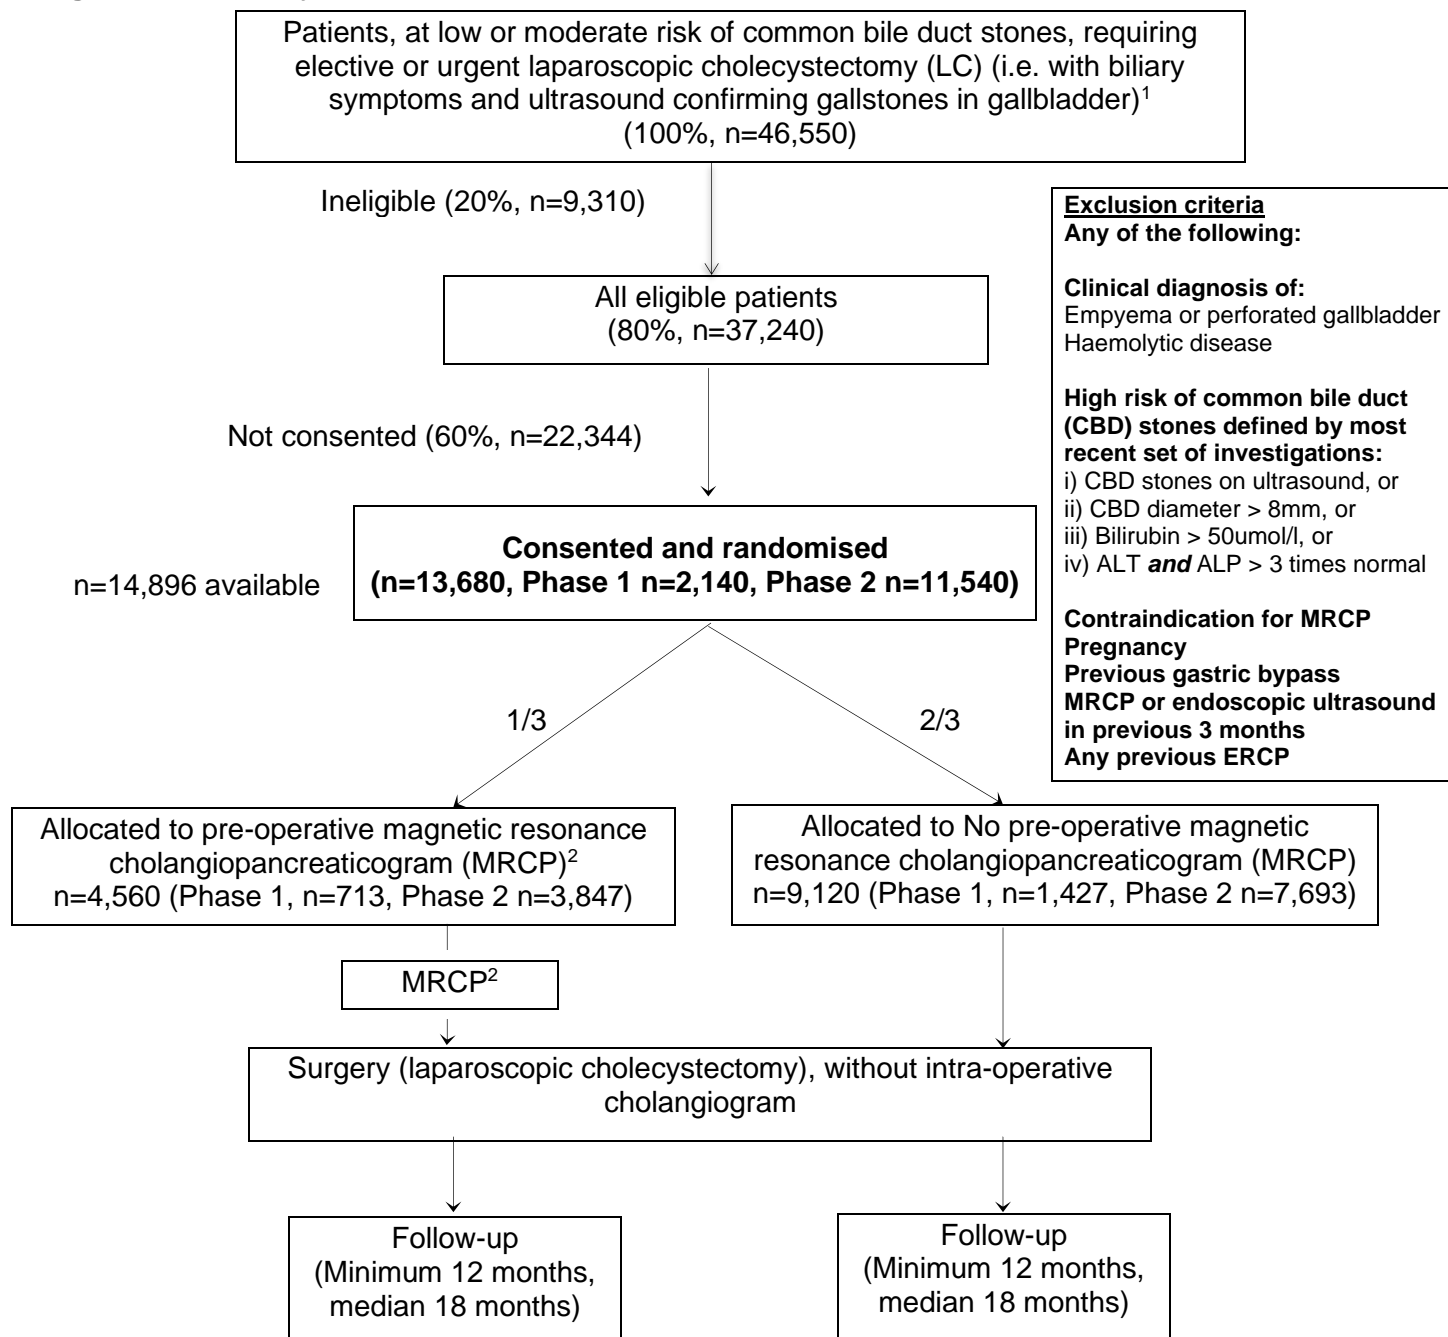 Patients, at low or moderate risk of common bile duct stones, requiring
elective or urgent laparoscopic cholecystectomy (LC) (i.e. with biliary
symptoms and ultrasound confirming gallstones in gallbladder)1
(100%, n=46,550)
Ineligible (20%, n=9,310)
All eligible patients
(80%, n=37,240)
Not consented (60%, n=22,344)
n=14,896 available
Consented and randomised
(n=13,680, Phase 1 n=2,140, Phase 2 n=11,540)
Exclusion criteria
Any of the following:
Clinical diagnosis of:
Empyema or perforated gallbladder
Haemolytic disease
High risk of common bile duct
(CBD) stones defined by most
recent set of investigations:
i) CBD stones on ultrasound, or
ii) CBD diameter > 8mm, or
iii) Bilirubin > 50umol/l, or
iv) ALT and ALP > 3 times normal
Contraindication for MRCP
Pregnancy
Previous gastric bypass
MRCP or endoscopic ultrasound
in previous 3 months
Any previous ERCP
1/3
2/3
Allocated to pre-operative magnetic resonance
cholangiopancreaticogram (MRCP)2
n=4,560 (Phase 1, n=713, Phase 2 n=3,847)
Allocated to No pre-operative magnetic
resonance cholangiopancreaticogram (MRCP)
n=9,120 (Phase 1, n=1,427, Phase 2 n=7,693)
MRCP2
Surgery (laparoscopic cholecystectomy), without intra-operative
cholangiogram
Follow-up
(Minimum 12 months,
median 18 months)
Follow-up
(Minimum 12 months,
median 18 months)